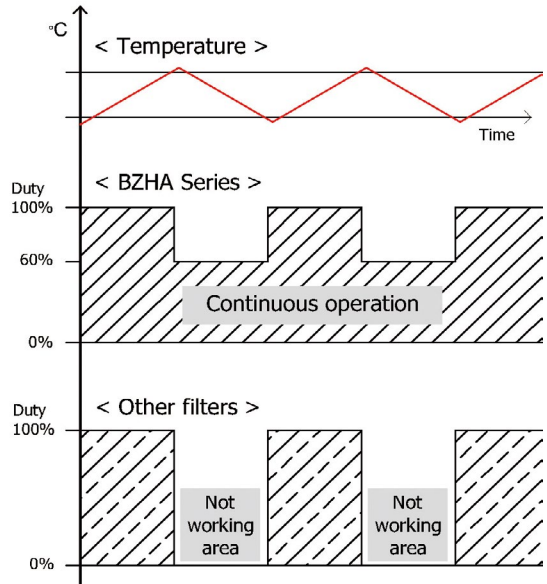 °C
< Temperature >
Time
< BZHA Series >
Duty
100%
60%
Continuous operation
0%
< Other filters >
Duty
100%
Not
working
area
Not
working
area
0%